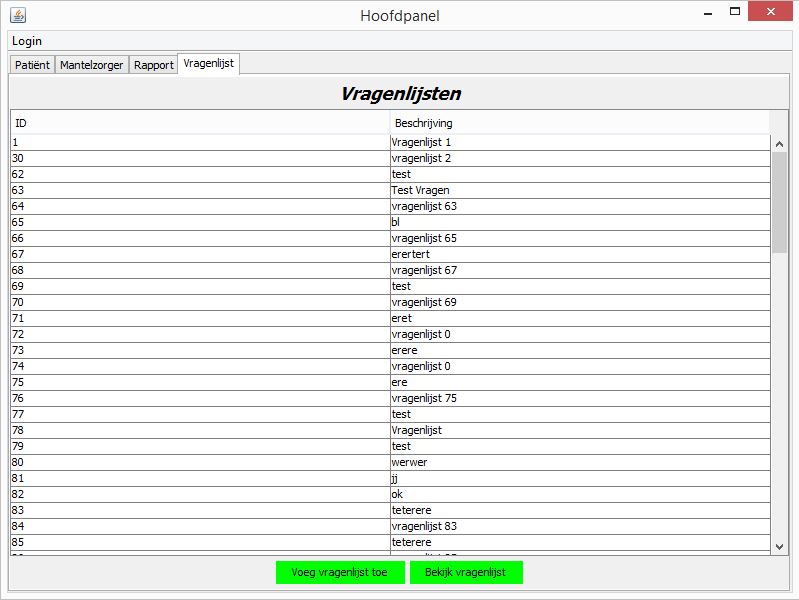 Hoofdpanel
Login
Patiënt Mantelzorger Rapport Vragenlijst
Vragenlijsten
ID Beschrijving
1 Vragenlijst 1
30 vragenlijst 2
62 test
63 Test Vragen
64 vragenlijst 63
65 bl
66 vragenlijst 65
67 erertert
68 vragenlijst 67
69 test
70 vragenlijst 69
71 eret
72 vragenlijst 0
73 erere
74 vragenlijst 0
75 ere
76 vragenlijst 75
77 test
78 Vragenlijst
79 test
80 werwer
81 jj
82 ok
83 teterere
84 vragenlijst 83
85 teterere
Voeg vragenlijst toe Bekijk vragenlijst